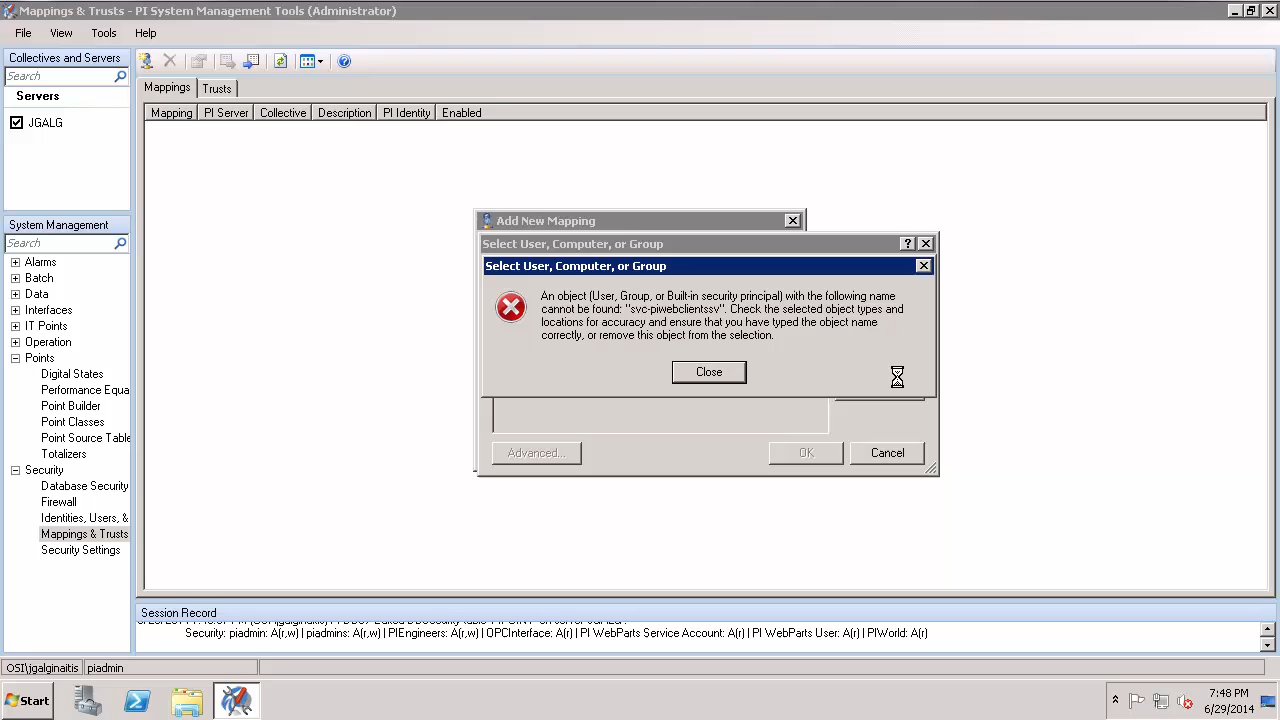 Mappings & Trusts - PI System Management Tools (Administrator)
File View Tools Help
Collectives and Servers
Search
Servers
JGALG
Mappings Trusts
Mapping PI Server Collective Description PI Identity Enabled
System Management
Search
Alarms
Batch
Data
Interfaces
IT Points
Operation
Points
Digital States
Performance Equa
Point Builder
Point Classes
Point Source Table
Totalizers
Security
Database Security
Firewall
Identities, Users, &
Mappings & Trusts
Security Settings
Add New Mapping
Select User, Computer, or Group
Select User, Computer, or Group
An object (User, Group, or Built-in security principal) with the following name
cannot be found: "svc-piwebclientssv". Check the selected object types and
locations for accuracy and ensure that you have typed the object name
correctly, or remove this object from the selection.
Close
Advanced... OK Cancel
Session Record
Security: piadmin: A(r,w) | piadmins: A(r,w) | PIEngineers: A(r,w) | OPCInterface: A(r) | PI WebParts Service Account: A(r) | PI WebParts User: A(r) | PIWorld: A(r)
OSI\jgalginaitis piadmin
Start
7:48 PM
6/29/2014